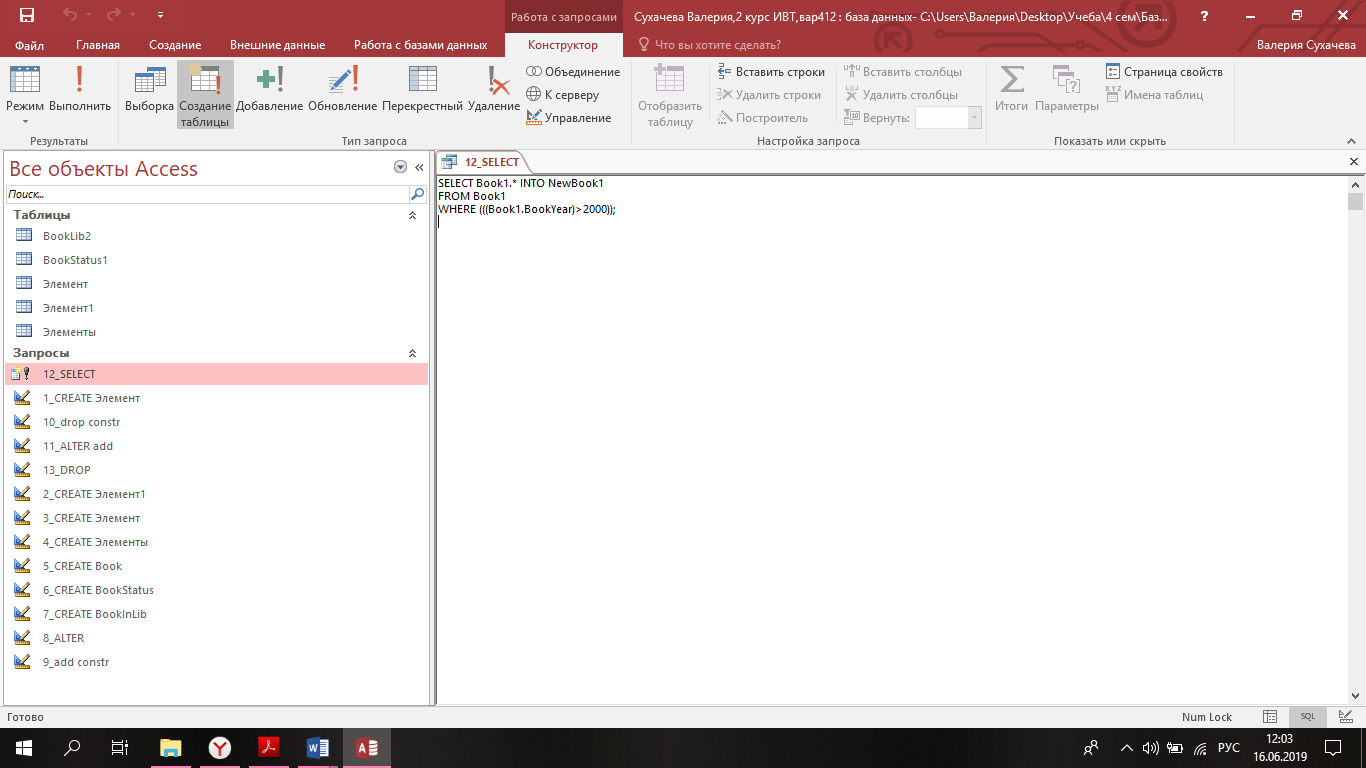 Работа с запросами
Сухачева Валерия,2 курс ИВТ,вар412 : база данных- C:\Users\Валерия\Desktop\Учеба\4 сем\Баз...
?
Файл
Главная
Создание
Внешние данные
Работа с базами данных
Конструктор
Что вы хотите сделать?
Валерия Сухачева
Режим
Выполнить
Выборка
Создание таблицы
Добавление
Обновление
Перекрестный
Удаление
Объединение
К серверу
Управление
Отобразить таблицу
Вставить строки
Удалить строки
Построитель
Вставить столбцы
Удалить столбцы
Вернуть:
Итоги
Параметры
Страница свойств
Имена таблиц
Результаты
Тип запроса
Настройка запроса
Показать или скрыть
Все объекты Access
Поиск...
Таблицы
BookLib2
BookStatus1
Элемент
Элемент1
Элементы
Запросы
12_SELECT
1_CREATE Элемент
10_drop constr
11_ALTER add
13_DROP
2_CREATE Элемент1
3_CREATE Элемент
4_CREATE Элементы
5_CREATE Book
6_CREATE BookStatus
7_CREATE BookInLib
8_ALTER
9_add constr
12_SELECT
SELECT Book1.* INTO NewBook1
FROM Book1
WHERE (((Book1.BookYear)>2000));
Готово
Num Lock
SQL
РУС
12:03
16.06.2019